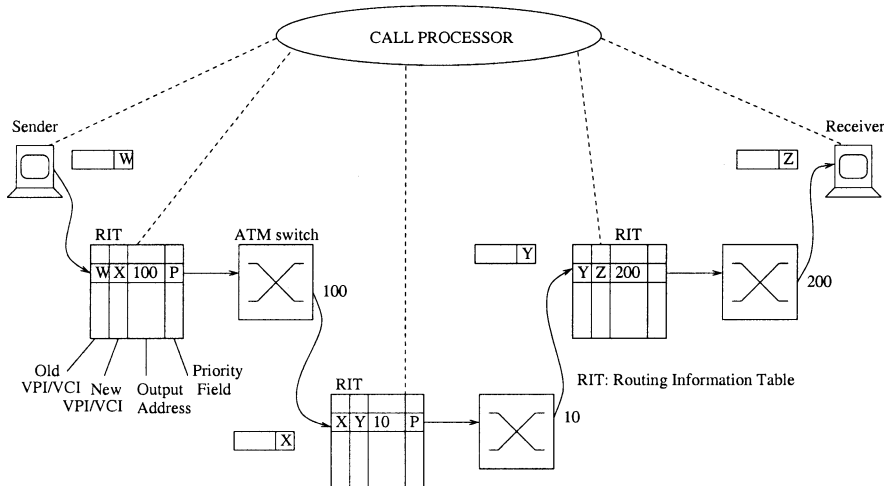 CALL PROCESSOR
Sender
Receiver
W
Z
RIT
ATM switch
Y
RIT
W X 100 P
100
Y Z 200
200
Old VPI/VCI
New VPI/VCI
Output Address
Priority Field
RIT
RIT: Routing Information Table
X
X Y 10 P
10